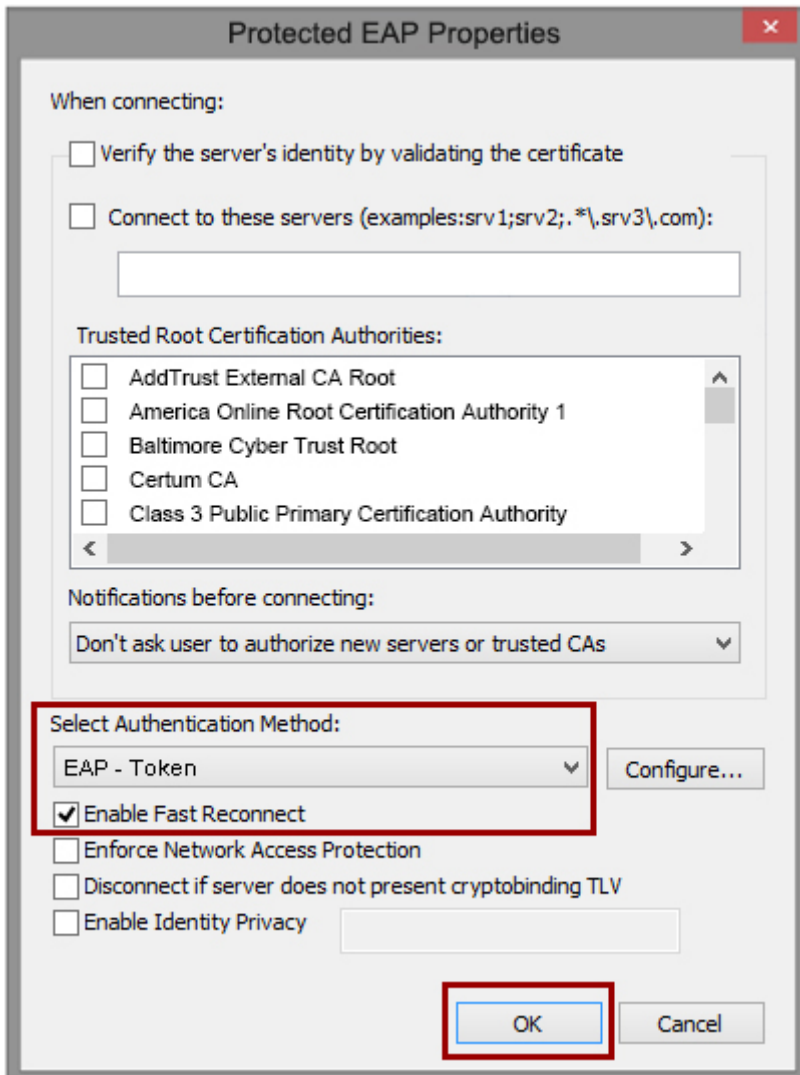 Protected EAP Properties
When connecting:
Verify the server's identity by validating the certificate
Connect to these servers (examples:srv1;srv2;.*\.srv3\.com):
Trusted Root Certification Authorities:
AddTrust External CA Root
America Online Root Certification Authority 1
Baltimore Cyber Trust Root
Certum CA
Class 3 Public Primary Certification Authority
Notifications before connecting:
Don't ask user to authorize new servers or trusted CAs
Select Authentication Method:
EAP - Token
Configure...
Enable Fast Reconnect
Enforce Network Access Protection
Disconnect if server does not present cryptobinding TLV
Enable Identity Privacy
OK
Cancel